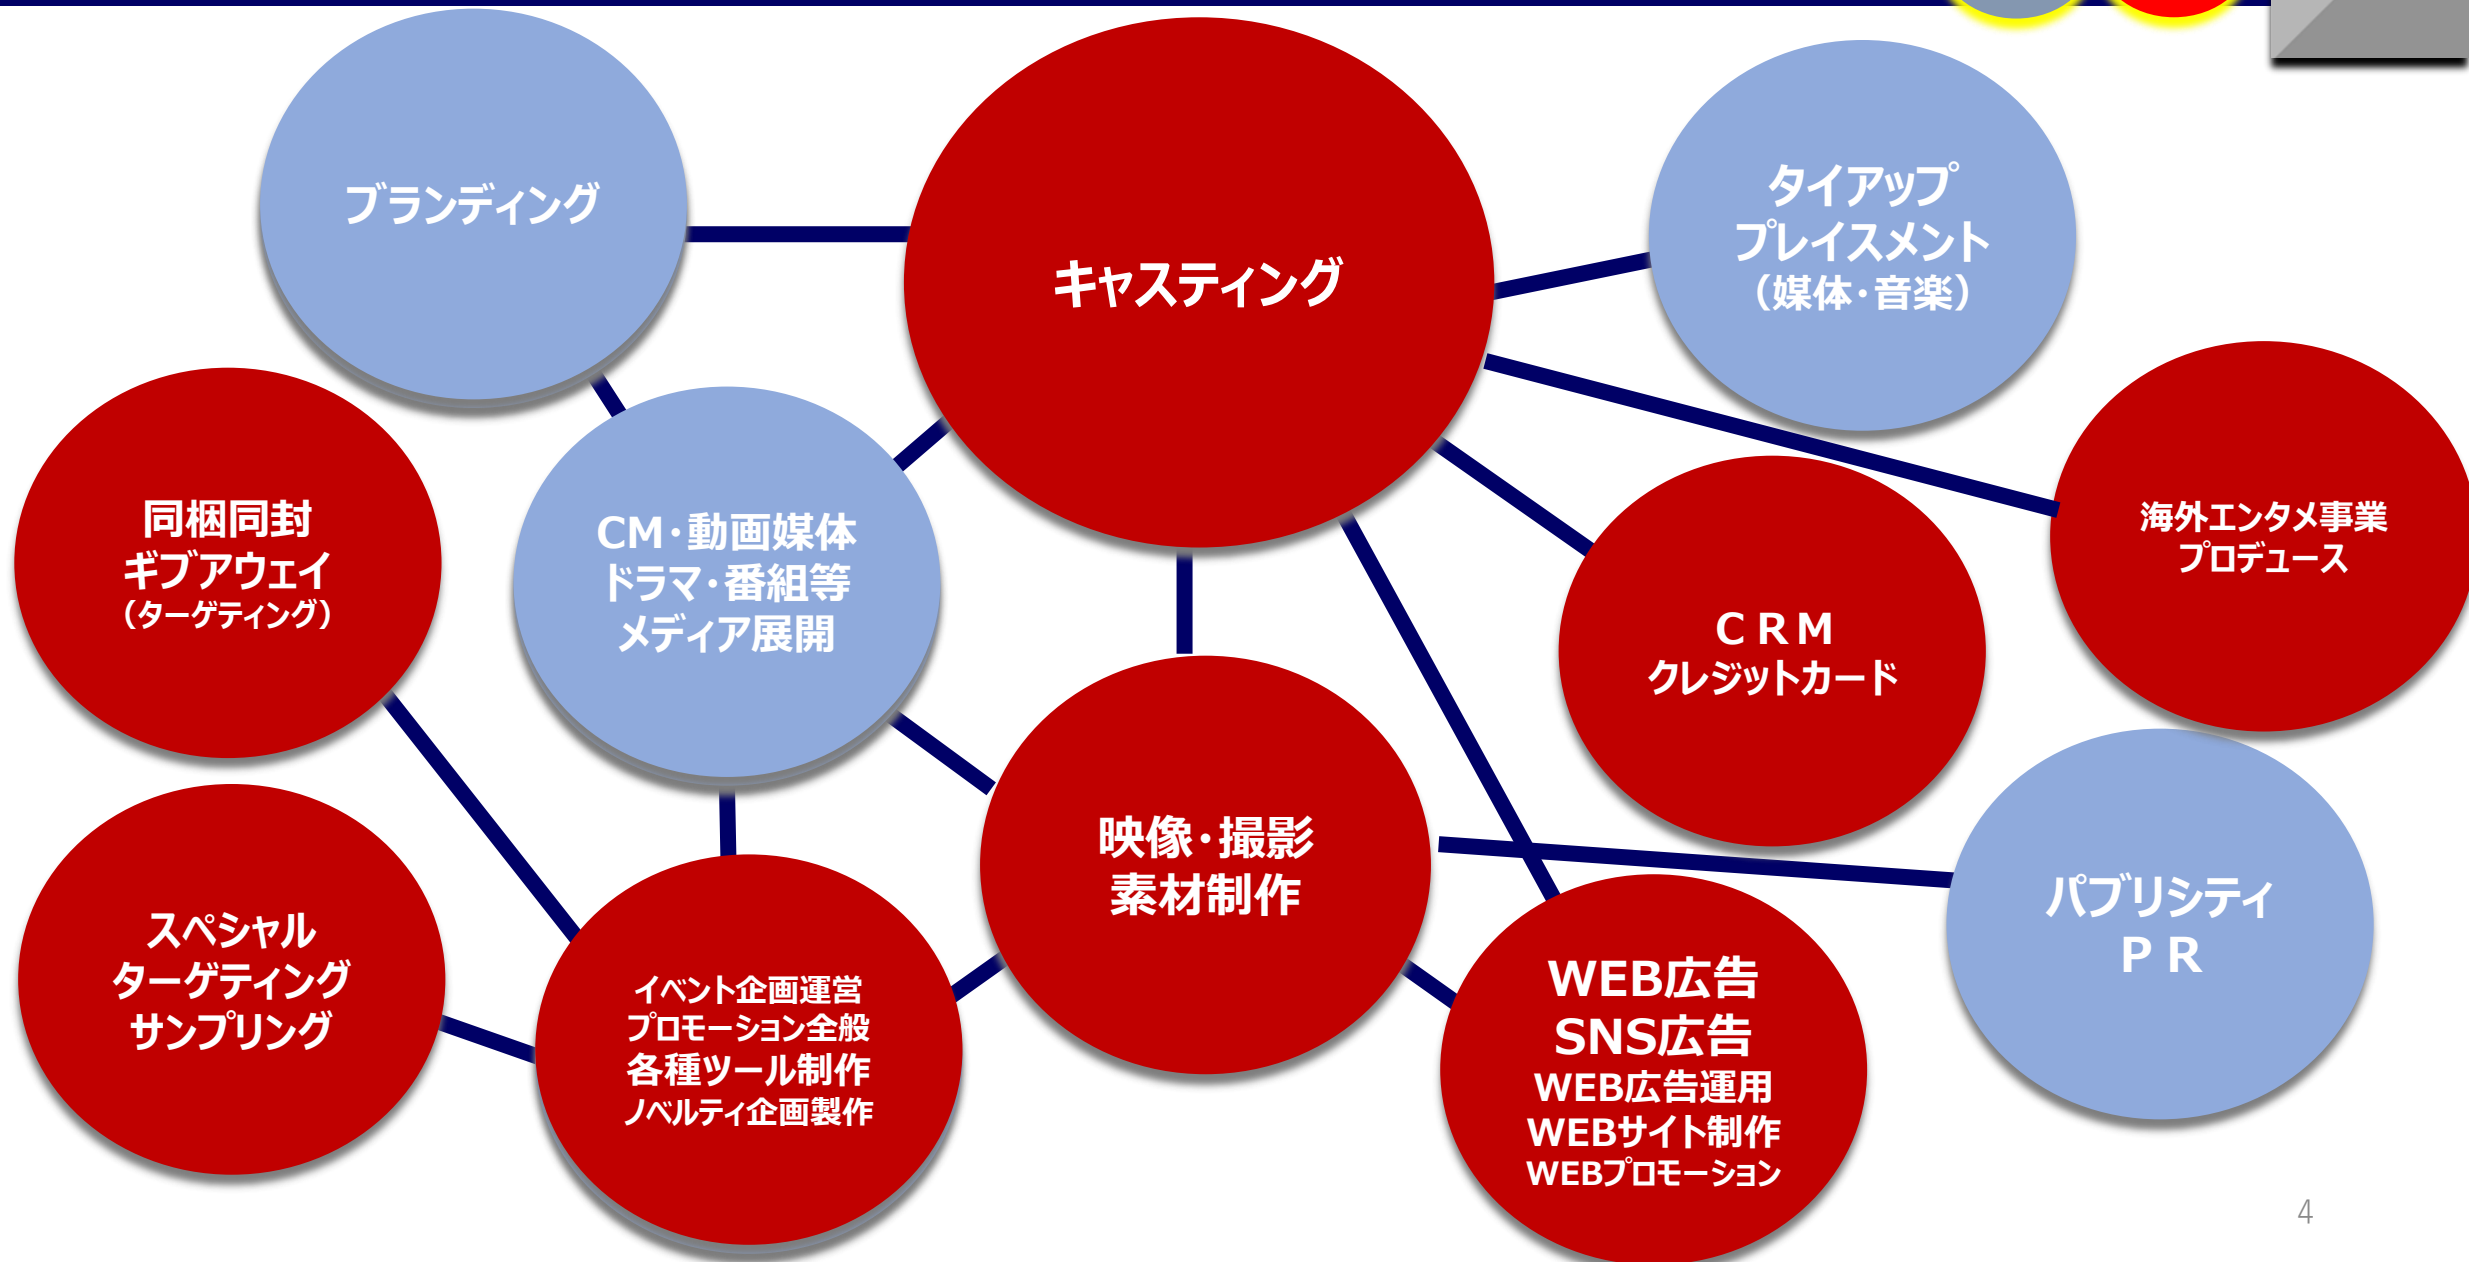 ブランディング
キャスティング
タイアップ
プレイスメント
（媒体・音楽）
同梱同封
ギブアウェイ
（ターゲティング）
CM・動画媒体
ドラマ・番組等
メディア展開
ＣＲＭ
クレジットカード
海外エンタメ事業
プロデュース
スペシャル
ターゲティング
サンプリング
イベント企画運営
プロモーション全般
各種ツール制作
ノベルティ企画製作
映像・撮影
素材制作
WEB広告
SNS広告
WEB広告運用
WEBサイト制作
WEBプロモーション
パブリシティ
ＰＲ
4